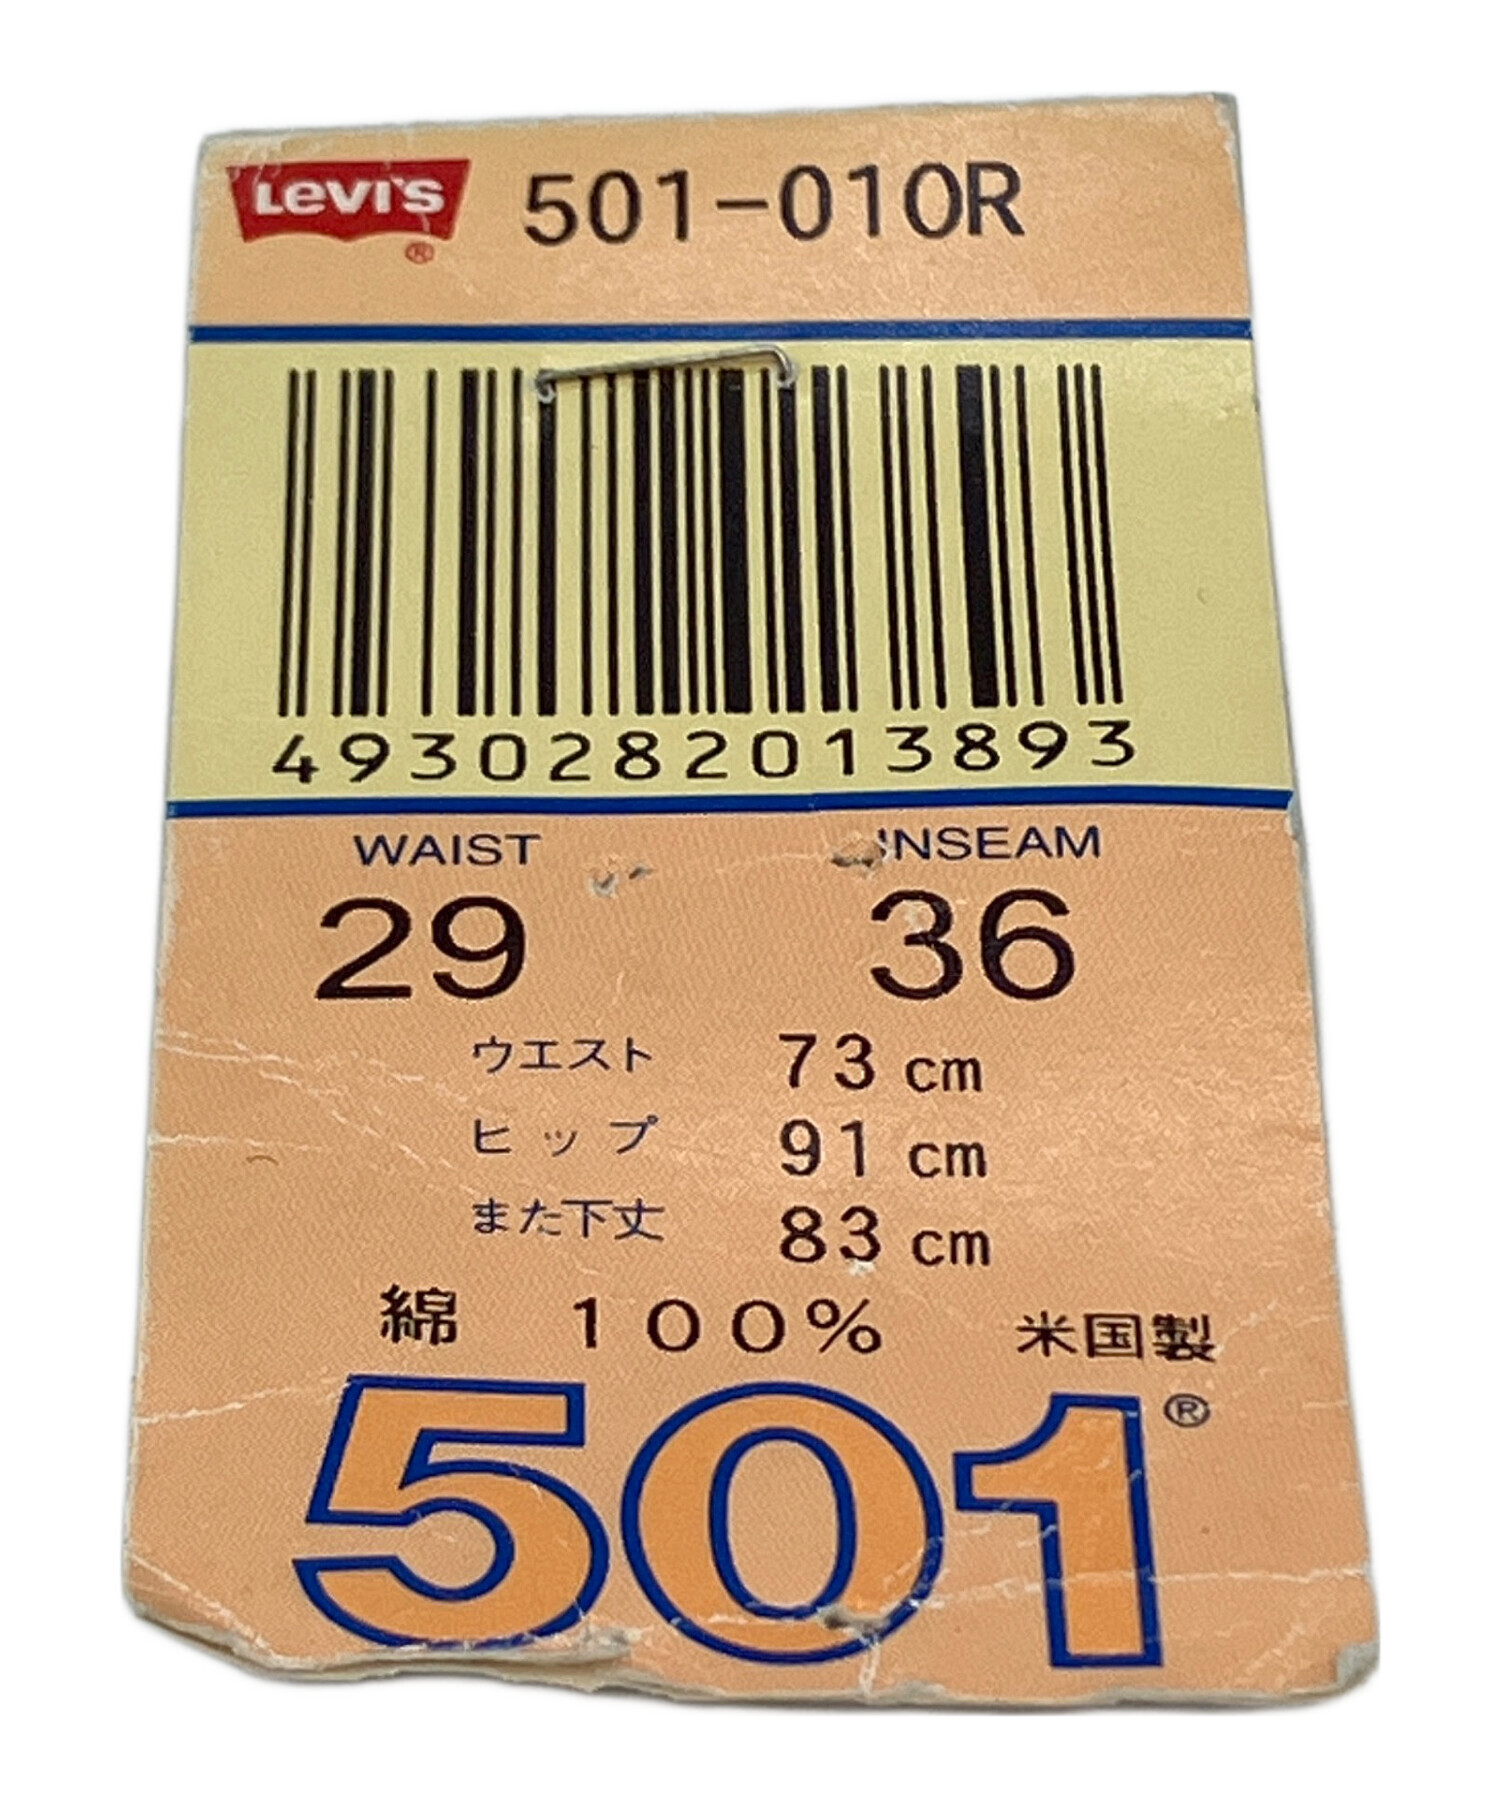 LEVI'S ® 501-010R
4930282013893
WAIST INSEAM
29 36
ウエスト 73 cm
ヒップ 91 cm
また下丈 83 cm
綿 100% 米国製
501®